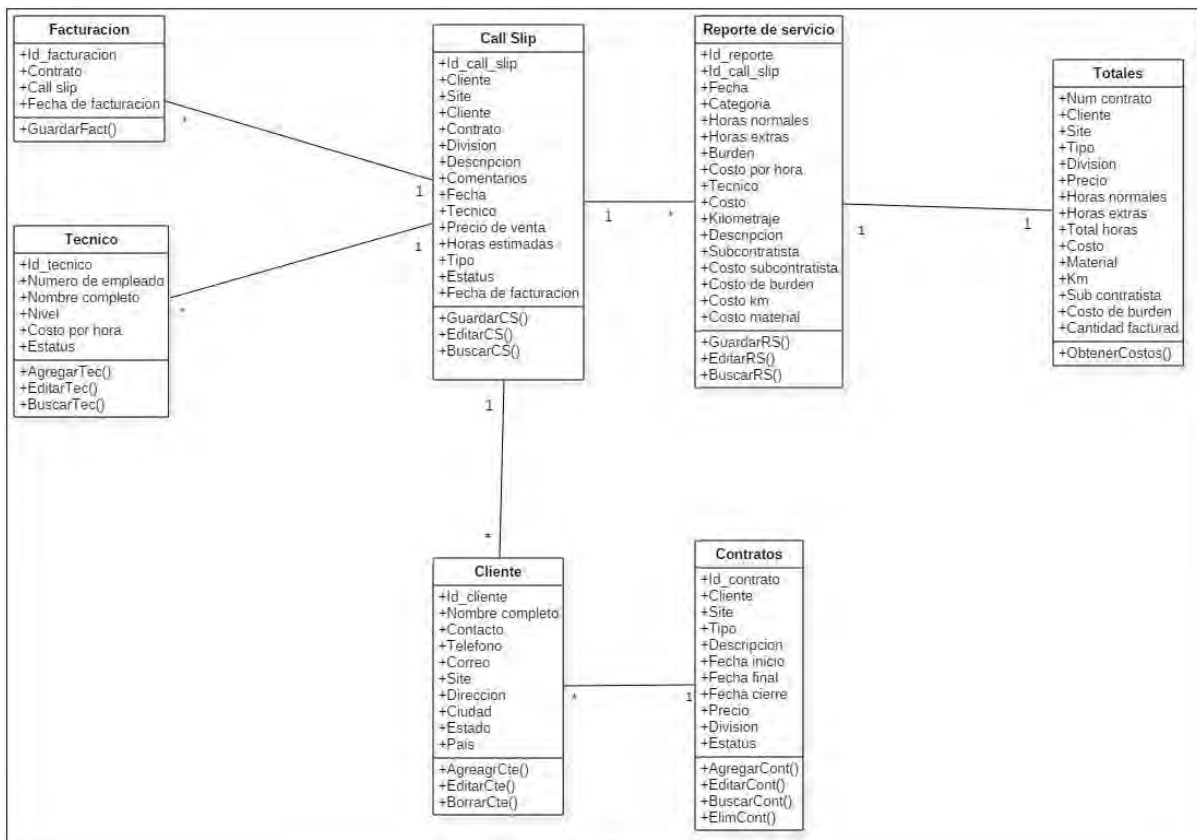 Facturacion
+Id_facturacion
+Contrato
+Call slip
+Fecha de facturacion
+GuardarFact()
*
1
Tecnico
+Id_tecnico
+Numero de empleado
+Nombre completo
+Nivel
+Costo por hora
+Estatus
+AgregarTec()
+EditarTec()
+BuscarTec()
*
1
Call Slip
+Id_call_slip
+Cliente
+Site
+Cliente
+Contrato
+Division
+Descripcion
+Comentarios
+Fecha
+Tecnico
+Precio de venta
+Horas estimadas
+Tipo
+Estatus
+Fecha de facturacion
+GuardarCS()
+EditarCS()
+BuscarCS()
1
*
Reporte de servicio
+Id_reporte
+Id_call_slip
+Fecha
+Categoria
+Horas normales
+Horas extras
+Burden
+Costo por hora
+Tecnico
+Costo
+Kilometraje
+Descripcion
+Subcontratista
+Costo subcontratista
+Costo de burden
+Costo km
+Costo material
+GuardarRS()
+EditarRS()
+BuscarRS()
1
1
Totales
+Num contrato
+Cliente
+Site
+Tipo
+Division
+Precio
+Horas normales
+Horas extras
+Total horas
+Costo
+Material
+Km
+Sub contratista
+Costo de burden
+Cantidad facturad
+ObtenerCostos()
1
*
Cliente
+Id_cliente
+Nombre completo
+Contacto
+Telefono
+Correo
+Site
+Direccion
+Ciudad
+Estado
+Pais
+AgreagrCte()
+EditarCte()
+BorrarCte()
*
1
Contratos
+Id_contrato
+Cliente
+Site
+Tipo
+Descripcion
+Fecha inicio
+Fecha final
+Fecha cierre
+Precio
+Division
+Estatus
+AgregarCont()
+EditarCont()
+BuscarCont()
+ElimCont()